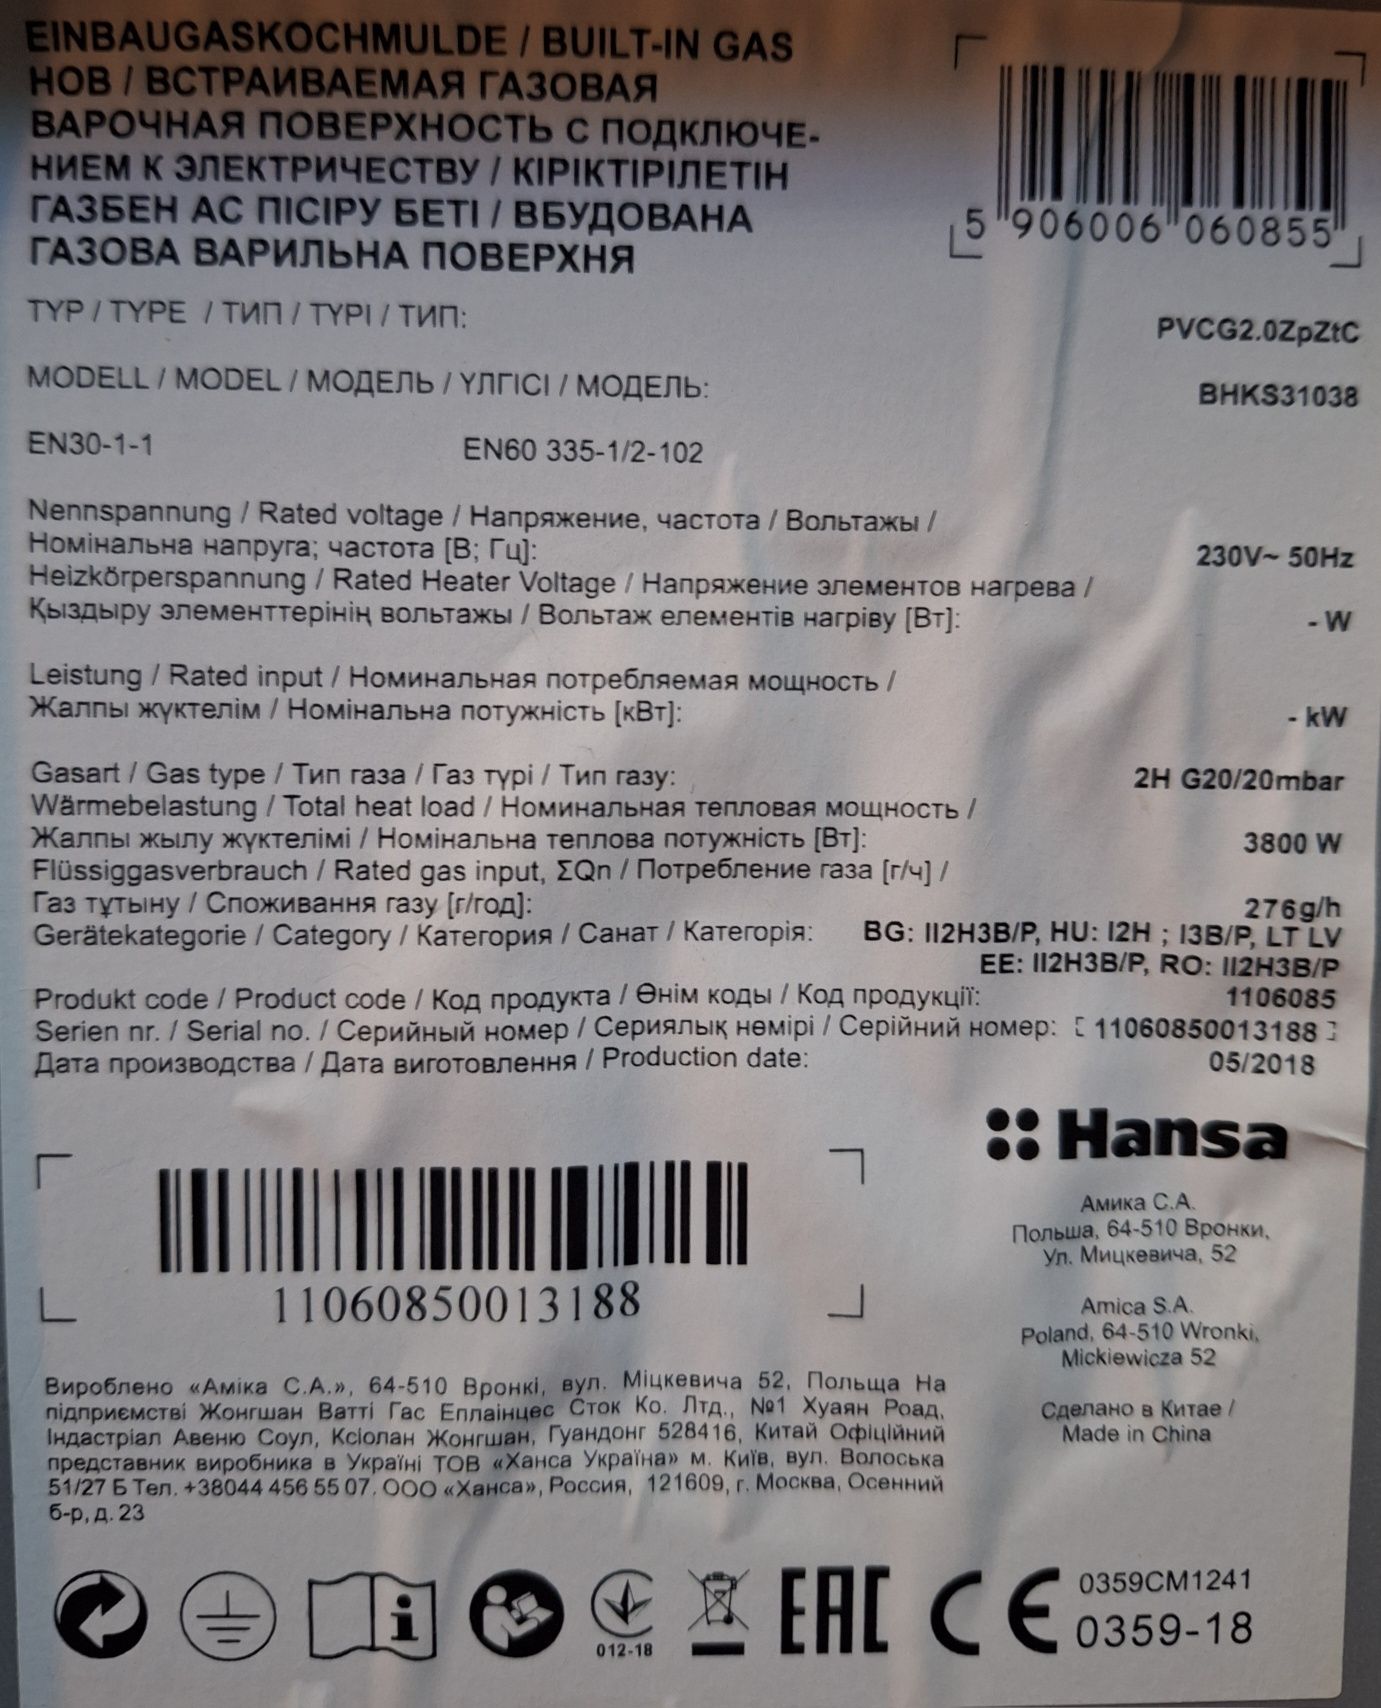 EINBAUGASKOCHMULDE / BUILT-IN GAS
HOB / ВСТРАИВАЕМАЯ ГАЗОВАЯ
ВАРОЧНАЯ ПОВЕРХНОСТЬ С ПОДКЛЮЧЕ-
НИЕМ К ЭЛЕКТРИЧЕСТВУ / КІРІКТІРІЛЕТІН
ГАЗБЕН АС ПІСІРУ БЕТІ / ВБУДОВАНА
ГАЗОВА ВАРИЛЬНА ПОВЕРХНЯ
5 906006 060855
TYP / TYPE / ТИП / ТҮРІ / ТИП:
PVCG2.0ZpZtC
MODELL / MODEL / МОДЕЛЬ / ҮЛГІСІ / МОДЕЛЬ:
BHKS31038
EN30-1-1 EN60 335-1/2-102
Nennspannung / Rated voltage / Напряжение, частота / Вольтажы /
Номінальна напруга; частота [В; Гц]: 230V~ 50Hz
Heizkörperspannung / Rated Heater Voltage / Напряжение элементов нагрева /
Қыздыру элементтерінің вольтажы / Вольтаж елементів нагріву [Вт]: - W
Leistung / Rated input / Номинальная потребляемая мощность /
Жалпы жүктелім / Номінальна потужність [кВт]: - kW
Gasart / Gas type / Тип газа / Газ түрі / Тип газу: 2H G20/20mbar
Wärmebelastung / Total heat load / Номинальная тепловая мощность /
Жалпы жылу жүктелімі / Номінальна теплова потужність [Вт]: 3800 W
Flüssiggasverbrauch / Rated gas input, ΣQn / Потребление газа [г/ч] /
Газ тұтыну / Споживання газу [г/год]: 276g/h
Gerätekategorie / Category / Категория / Санат / Категорія: BG: II2H3B/P, HU: I2H ; I3B/P, LT LV
EE: II2H3B/P, RO: II2H3B/P
Produkt code / Product code / Код продукта / Өнім коды / Код продукції: 1106085
Serien nr. / Serial no. / Серийный номер / Сериялық нөмірі / Серійний номер: [ 11060850013188 ]
Дата производства / Дата виготовлення / Production date: 05/2018
Hansa
11060850013188
Амика С.А.
Польша, 64-510 Вронки,
Ул. Мицкевича, 52
Amica S.A.
Poland, 64-510 Wronki,
Mickiewicza 52
Сделано в Китае /
Made in China
Вироблено «Аміка С.А.», 64-510 Вронкі, вул. Міцкевича 52, Польща На
підприємстві Жонгшан Ватті Гас Еплаінцес Сток Ко. Лтд., №1 Хуаян Роад,
Індастріал Авеню Соул, Ксіолан Жонгшан, Гуандонг 528416, Китай Офіційний
представник виробника в Україні ТОВ «Ханса Україна» м. Київ, вул. Волоська
51/27 Б Тел. +38044 456 55 07. ООО «Ханса», Россия, 121609, г. Москва, Осенний
б-р, д. 23
012-18
EAC
CE
0359CM1241
0359-18